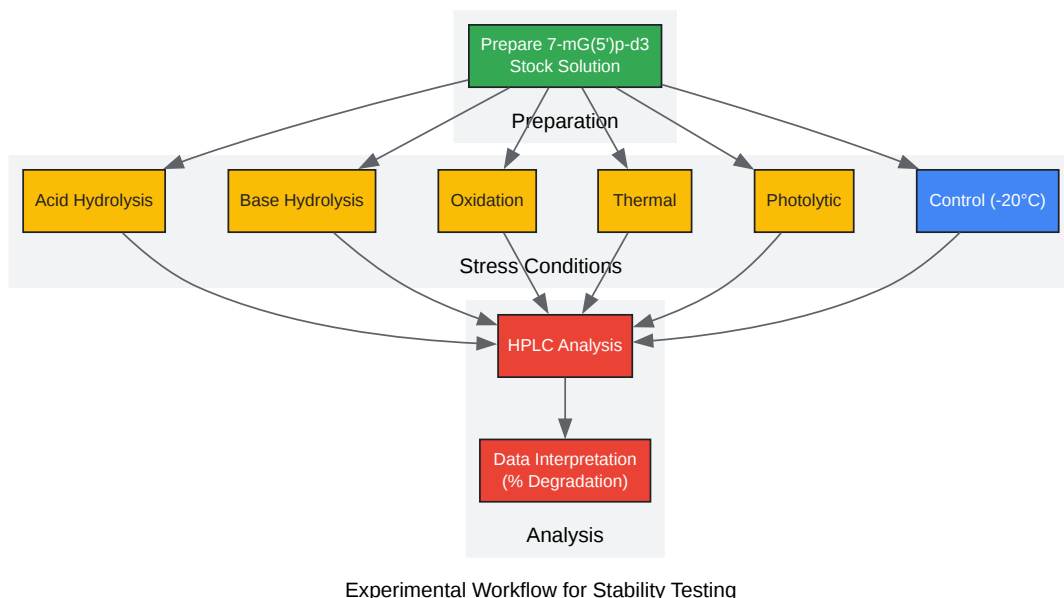 Prepare 7-mG(5')p-d3
Stock Solution
Preparation
Acid Hydrolysis
Base Hydrolysis
Oxidation
Thermal
Photolytic
Control (-20°C)
Stress Conditions
HPLC Analysis
Data Interpretation
(% Degradation)
Analysis
Experimental Workflow for Stability Testing